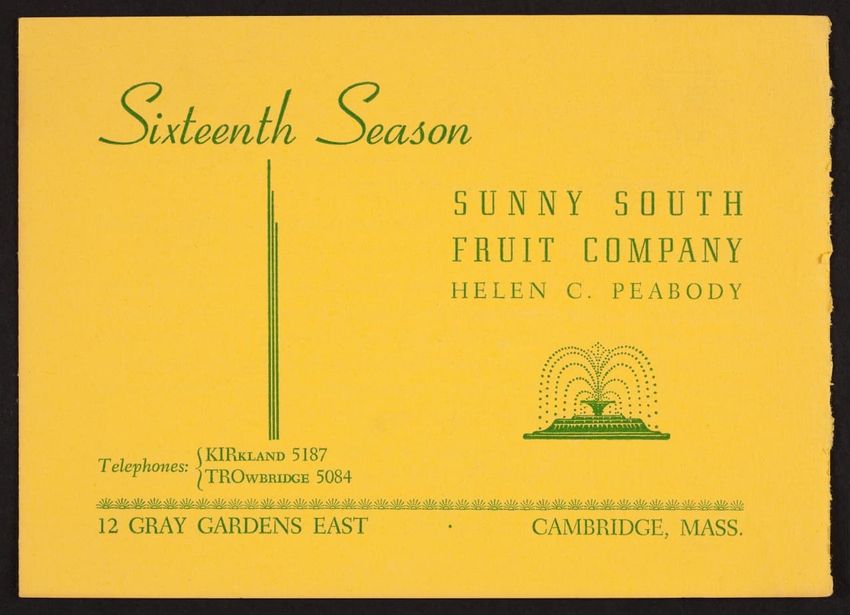 Sixteenth Season
SUNNY SOUTH
FRUIT COMPANY
HELEN C. PEABODY
Telephones: { KIRKLAND 5187
TROWBRIDGE 5084
12 GRAY GARDENS EAST · CAMBRIDGE, MASS.